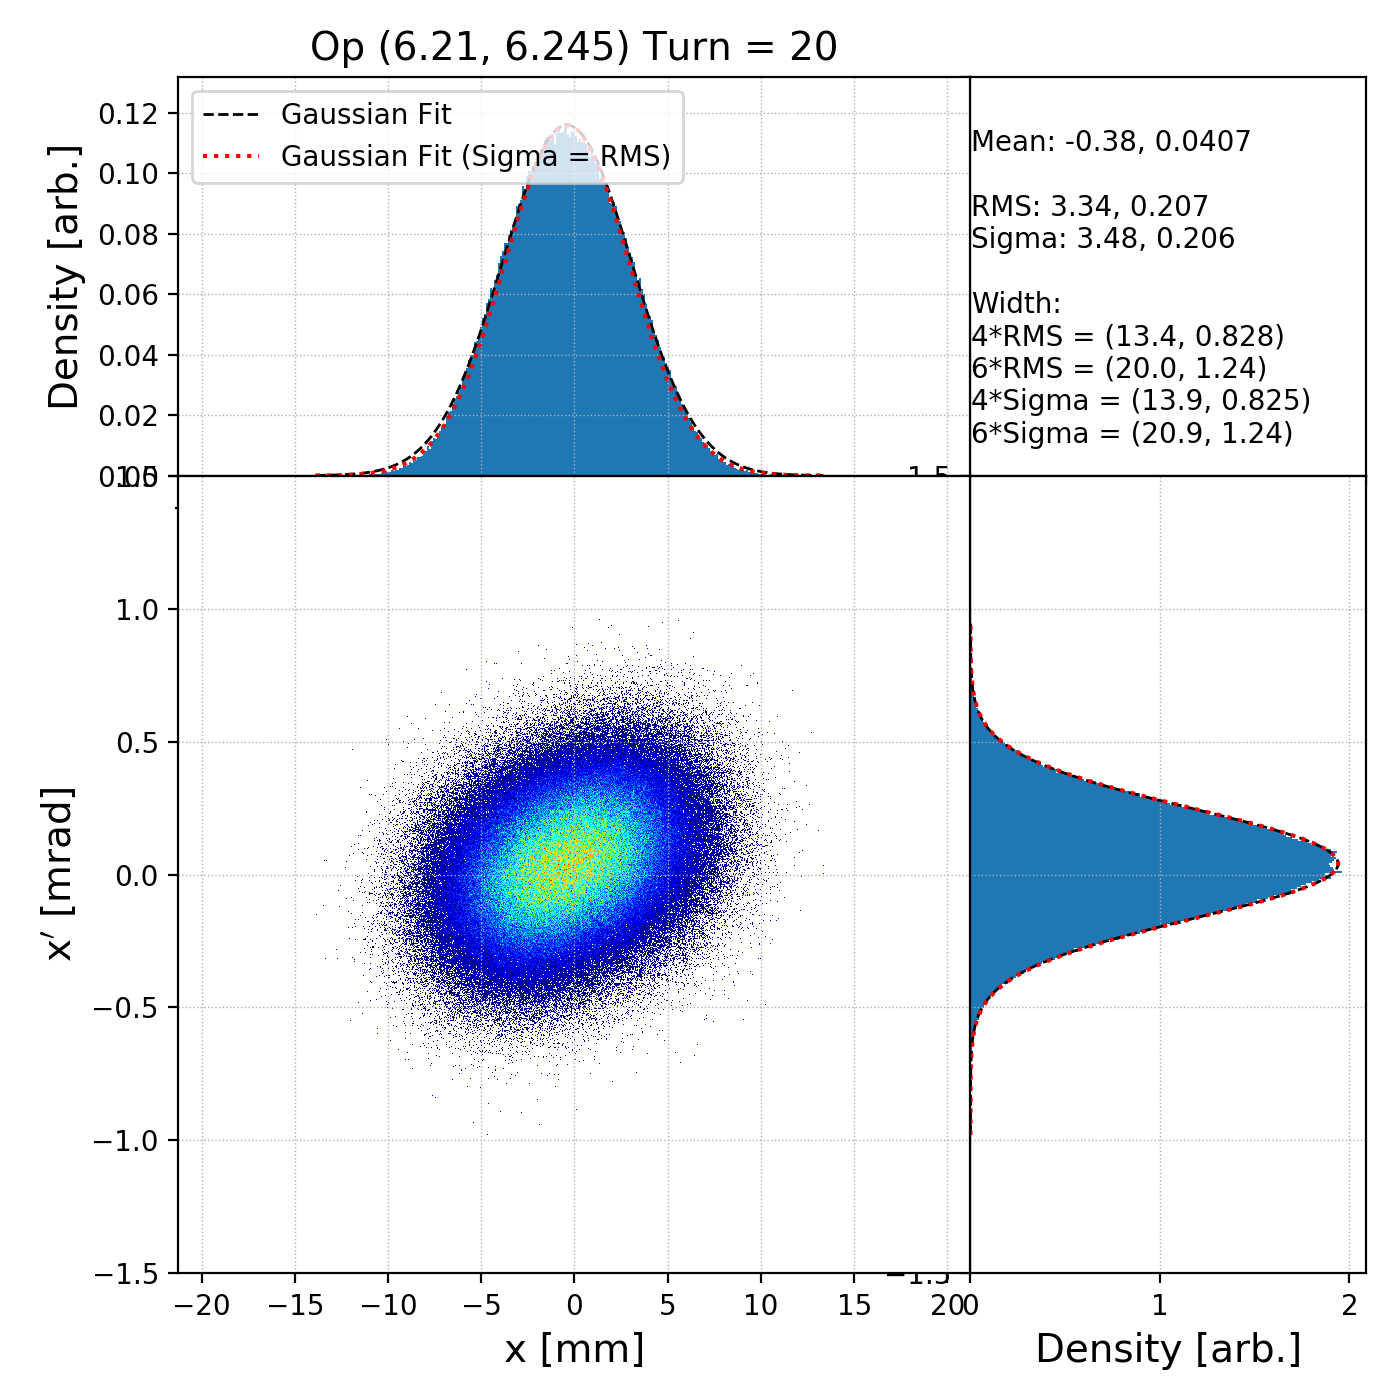 Op (6.21, 6.245) Turn = 20
Gaussian Fit
Gaussian Fit (Sigma = RMS)
0.12
0.10
0.08
0.06
0.04
0.02
Density [arb.]
Mean: -0.38, 0.0407
RMS: 3.34, 0.207
Sigma: 3.48, 0.206
Width:
4*RMS = (13.4, 0.828)
6*RMS = (20.0, 1.24)
4*Sigma = (13.9, 0.825)
6*Sigma = (20.9, 1.24)
1.5
1.0
0.5
0.0
−0.5
−1.0
−1.5
x′ [mrad]
−1.5
−20 −15 −10 −5 0 5 10 15 20
x [mm]
0 1 2
Density [arb.]